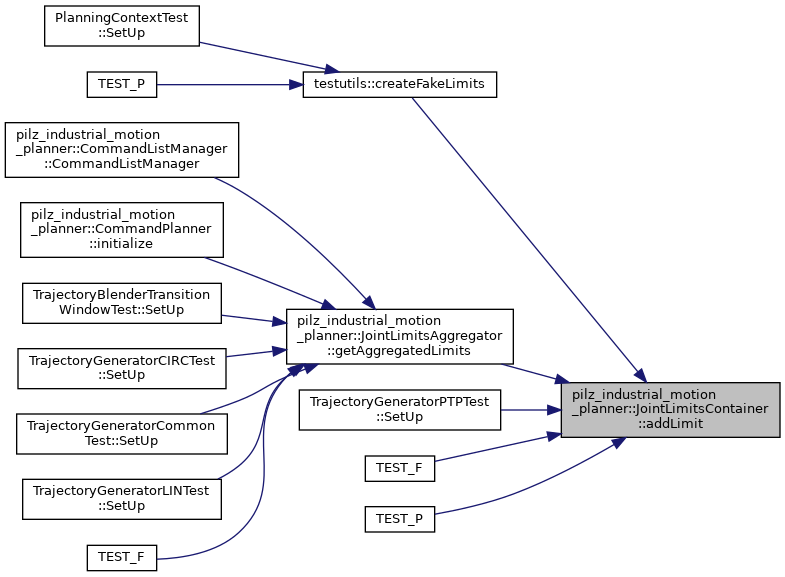 PlanningContextTest
::SetUp
TEST_P
testutils::createFakeLimits
pilz_industrial_motion
_planner::CommandListManager
::CommandListManager
pilz_industrial_motion
_planner::CommandPlanner
::initialize
TrajectoryBlenderTransition
WindowTest::SetUp
pilz_industrial_motion
_planner::JointLimitsAggregator
::getAggregatedLimits
TrajectoryGeneratorCIRCTest
::SetUp
TrajectoryGeneratorCommon
Test::SetUp
TrajectoryGeneratorLINTest
::SetUp
TEST_F
TrajectoryGeneratorPTPTest
::SetUp
TEST_F
TEST_P
pilz_industrial_motion
_planner::JointLimitsContainer
::addLimit